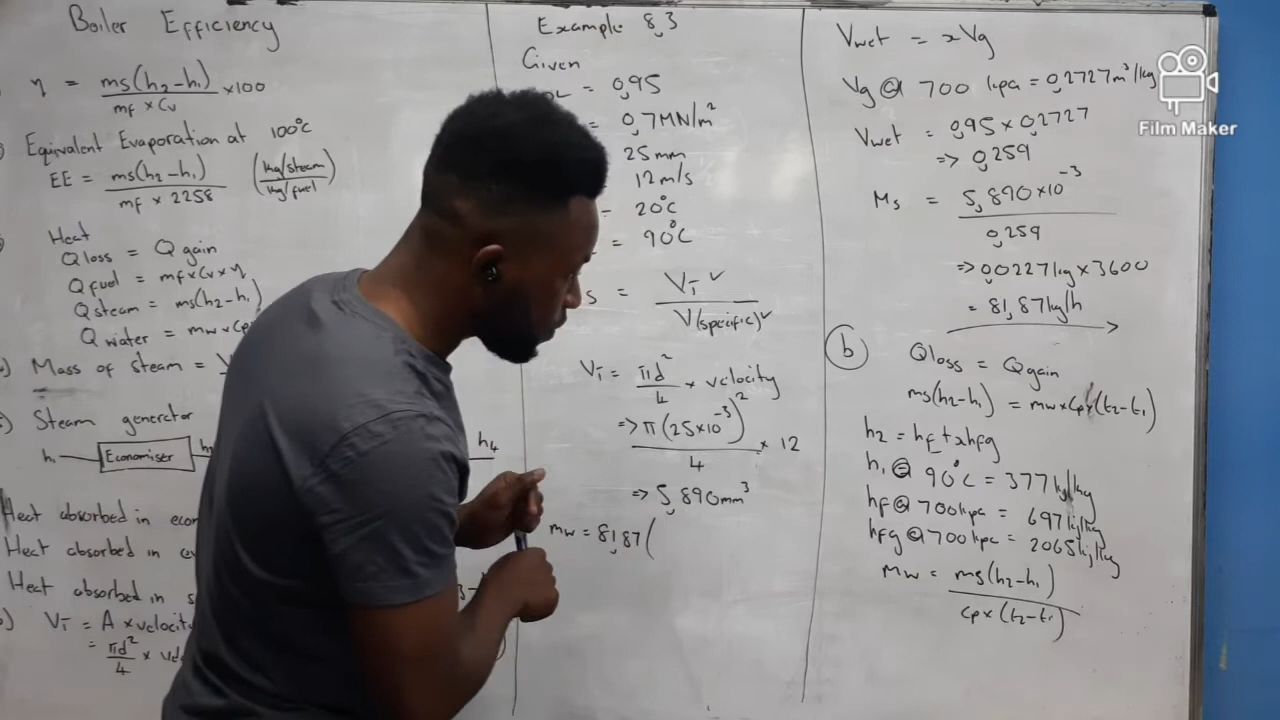 Boiler Efficiency
η = ms(h2-h1) / mf × Cv ×100
Equivalent Evaporation at 100°c
EE = ms(h2-h1) / mf × 2258 (kg/steam / kg/fuel)
Heat
Qloss = Qgain
Qfuel = mf×Cv×η
Qsteam = ms(h2-h1)
Qwater = mw×cp
Mass of steam =
Steam generator
h1 Economiser h
h4
Heat absorbed in
Heat absorbed in
Heat absorbed in s
VT = A × velocity
= πd² / 4 ×
Example 8,3
Given
= 0,95
= 0,7MN/m²
25mm
12m/s
= 20°c
= 90°C
s = VT ✓ / V(specific) ✓
VT = πd² / 4 × velocity
=> π(25×10⁻³)² / 4 × 12
=> 5,890mm³
mw = 81,87(
Vwet = xVg
Vg @ 700 kpa = 0,2727m³/kg
Vwet = 0,95 × 0,2727
=> 0,259
Ms = 5,890×10⁻³ / 0,259
=> 0,0227kg × 3600
= 81,87kg/h
b
Qloss = Qgain
ms(h2-h1) = mw×cp×(t2-t1)
h2 = hf + xhfg
h1 @ 90°C = 377kj/kg
hf @ 700kpa = 697kj/kg
hfg @ 700kpa = 2065kj/kg
mw = ms(h2-h1) / cp×(t2-t1)
Film Maker